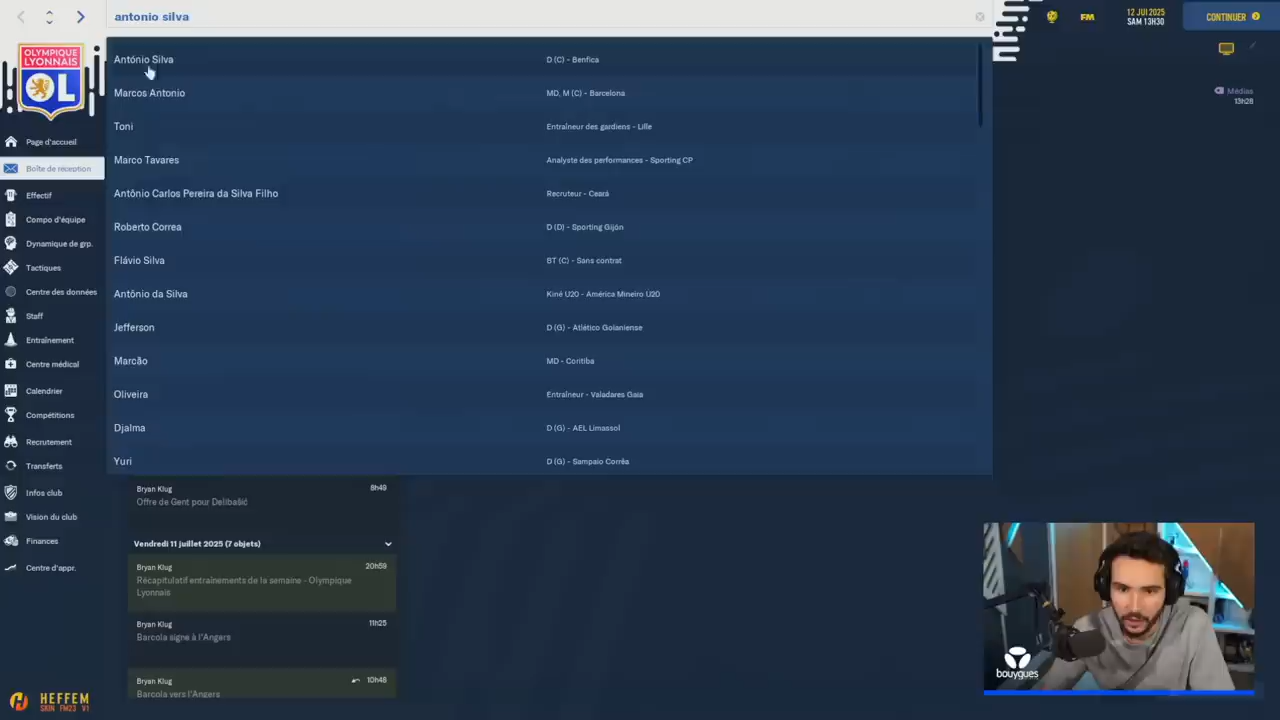 antonio silva
12 JUI 2025
SAM 13H30
FM
CONTINUER
OLYMPIQUE
LYONNAIS
OL
António Silva
D (C) - Benfica
Marcos Antonio
MD, M (C) - Barcelona
Toni
Entraîneur des gardiens - Lille
Marco Tavares
Analyste des performances - Sporting CP
Antônio Carlos Pereira da Silva Filho
Recruteur - Ceará
Roberto Correa
D (D) - Sporting Gijón
Flávio Silva
BT (C) - Sans contrat
Antônio da Silva
Kiné U20 - América Mineiro U20
Jefferson
D (G) - Atlético Goianiense
Marcão
MD - Coritiba
Oliveira
Entraîneur - Valadares Gaia
Djalma
D (G) - AEL Limassol
Yuri
D (G) - Sampaio Corrêa
Médias
13h28
Page d'accueil
Boîte de réception
Effectif
Compo d'équipe
Dynamique de grp.
Tactiques
Centre des données
Staff
Entraînement
Centre médical
Calendrier
Compétitions
Recrutement
Transferts
Infos club
Vision du club
Finances
Centre d'appr.
Bryan Klug
8h49
Offre de Gent pour Delibašić
Vendredi 11 juillet 2025 (7 objets)
Bryan Klug
20h59
Récapitulatif entraînements de la semaine - Olympique
Lyonnais
Bryan Klug
11h25
Barcola signe à l'Angers
Bryan Klug
10h48
Barcola vers l'Angers
HEFFEM
SKIN FM23 V1
bouygues